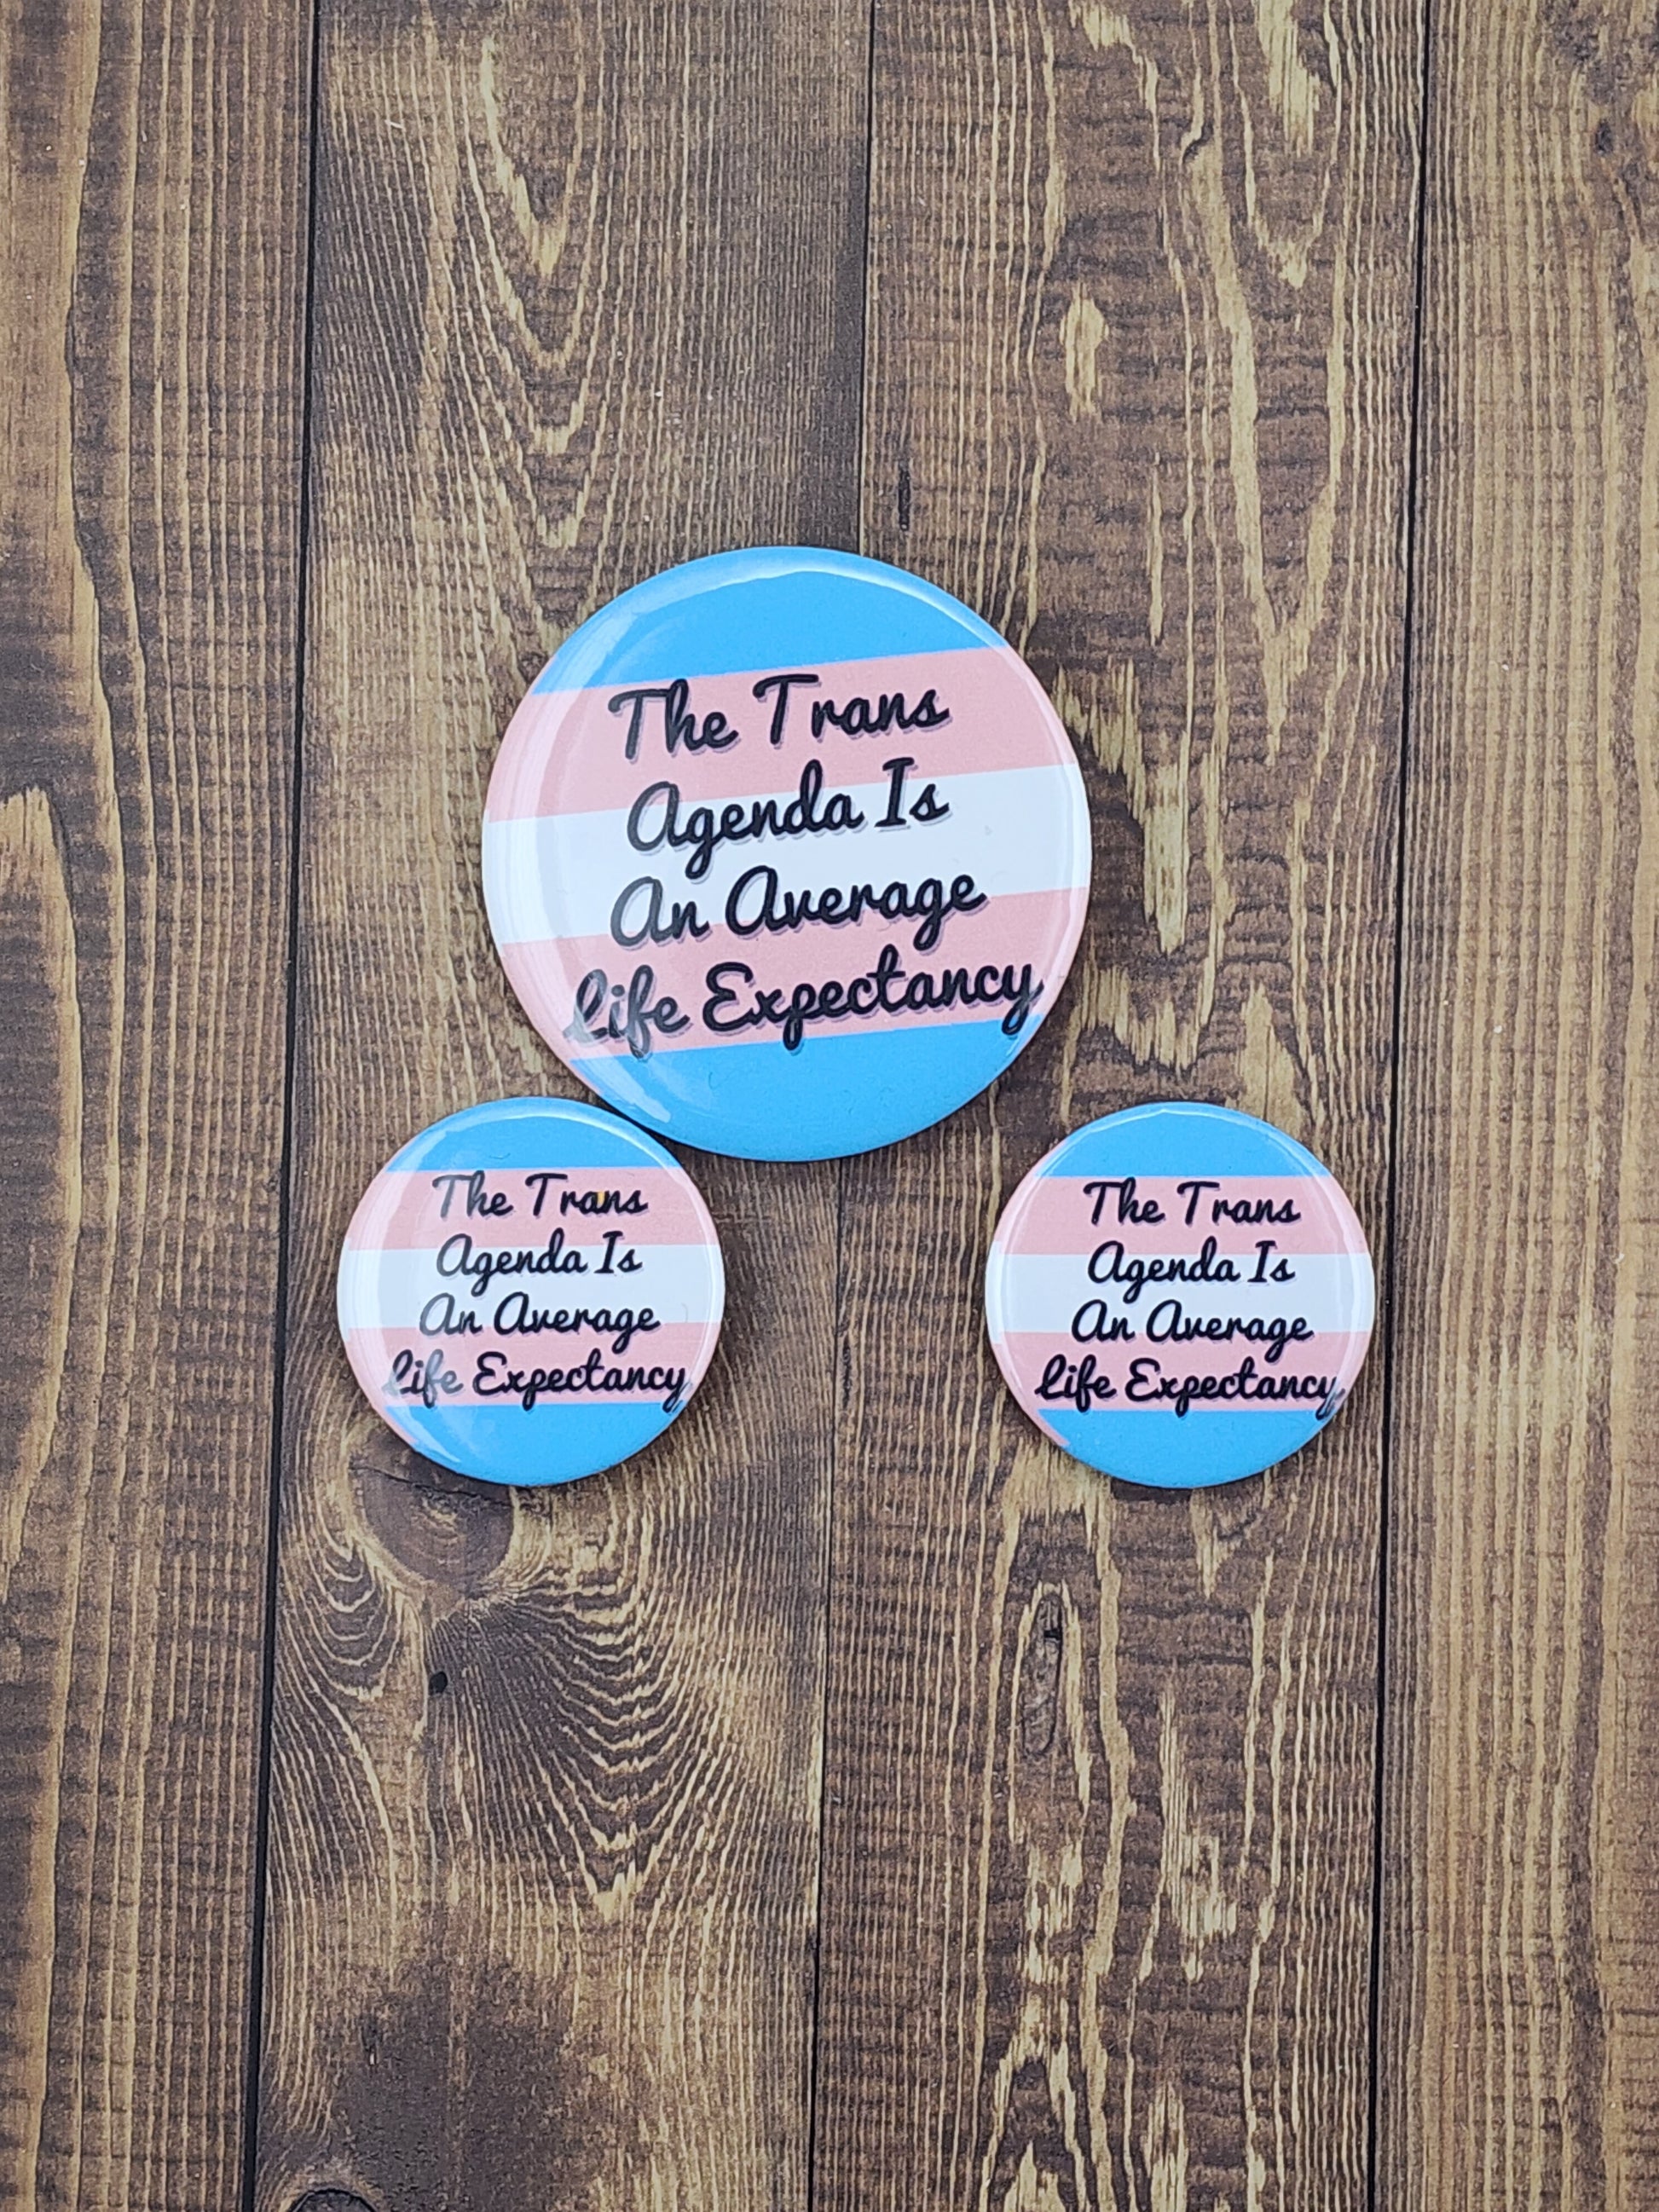 The Trans
Agenda Is
An Average
Life Expectancy
The Trans
Agenda Is
An Average
Life Expectancy
The Trans
Agenda Is
An Average
Life Expectancy